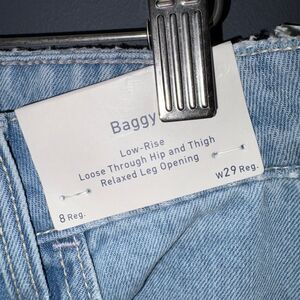 Baggy
Low-Rise
Loose Through Hip and Thigh
Relaxed Leg Opening
8 Reg.
W29 Reg.